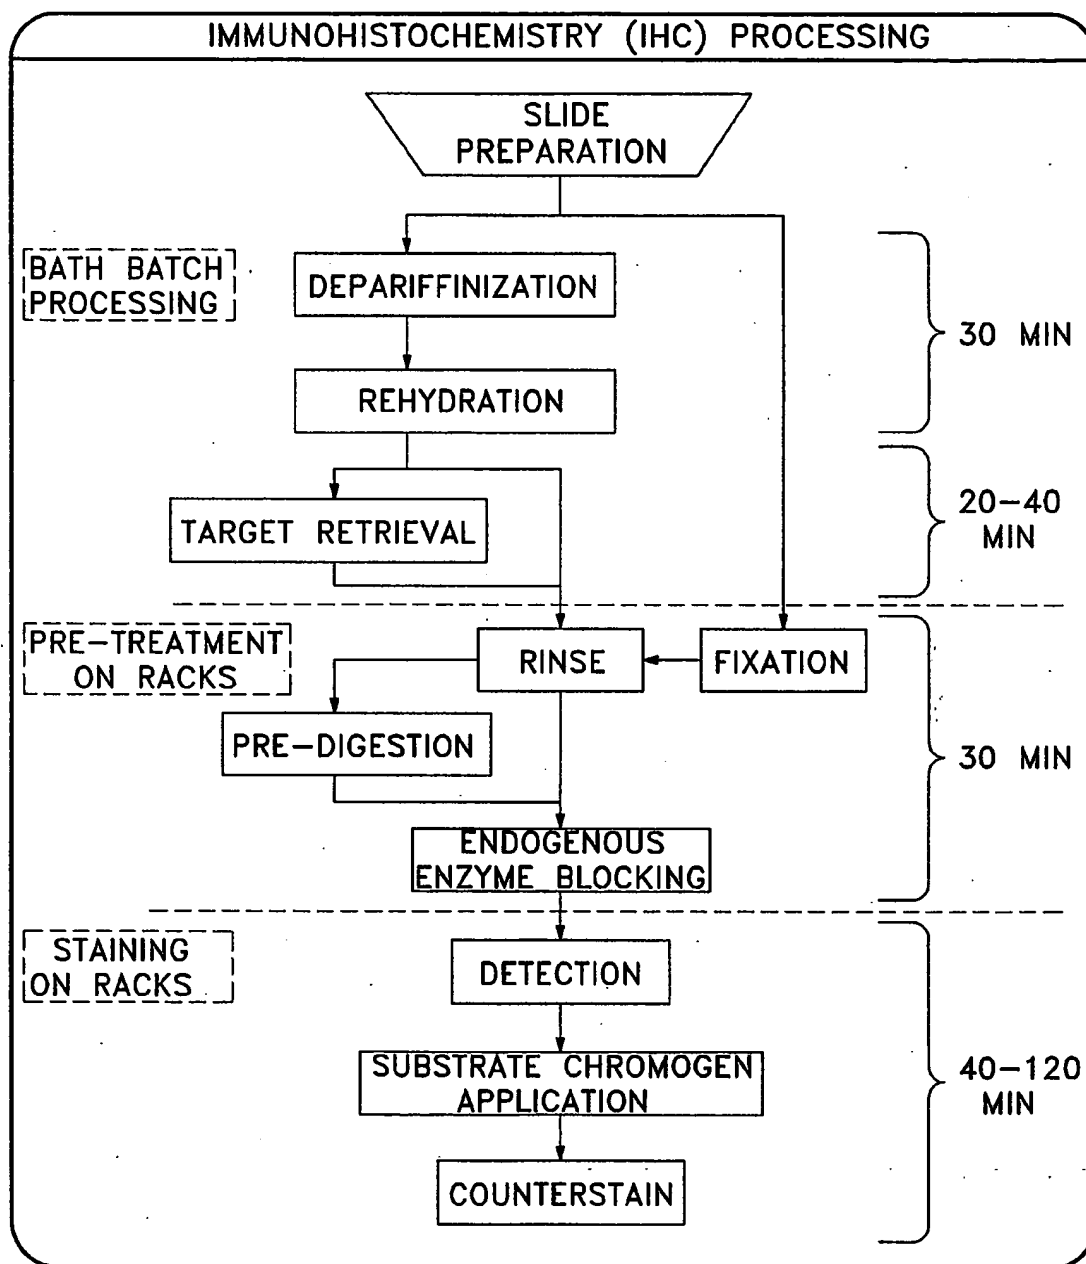 IMMUNOHISTOCHEMISTRY (IHC) PROCESSING
SLIDE
PREPARATION
BATH BATCH
PROCESSING
DEPARIFFINIZATION
30 MIN
REHYDRATION
TARGET RETRIEVAL
20-40
MIN
PRE-TREATMENT
ON RACKS
RINSE
FIXATION
PRE-DIGESTION
30 MIN
ENDOGENOUS
ENZYME BLOCKING
STAINING
ON RACKS
DETECTION
SUBSTRATE CHROMOGEN
APPLICATION
40-120
MIN
COUNTERSTAIN